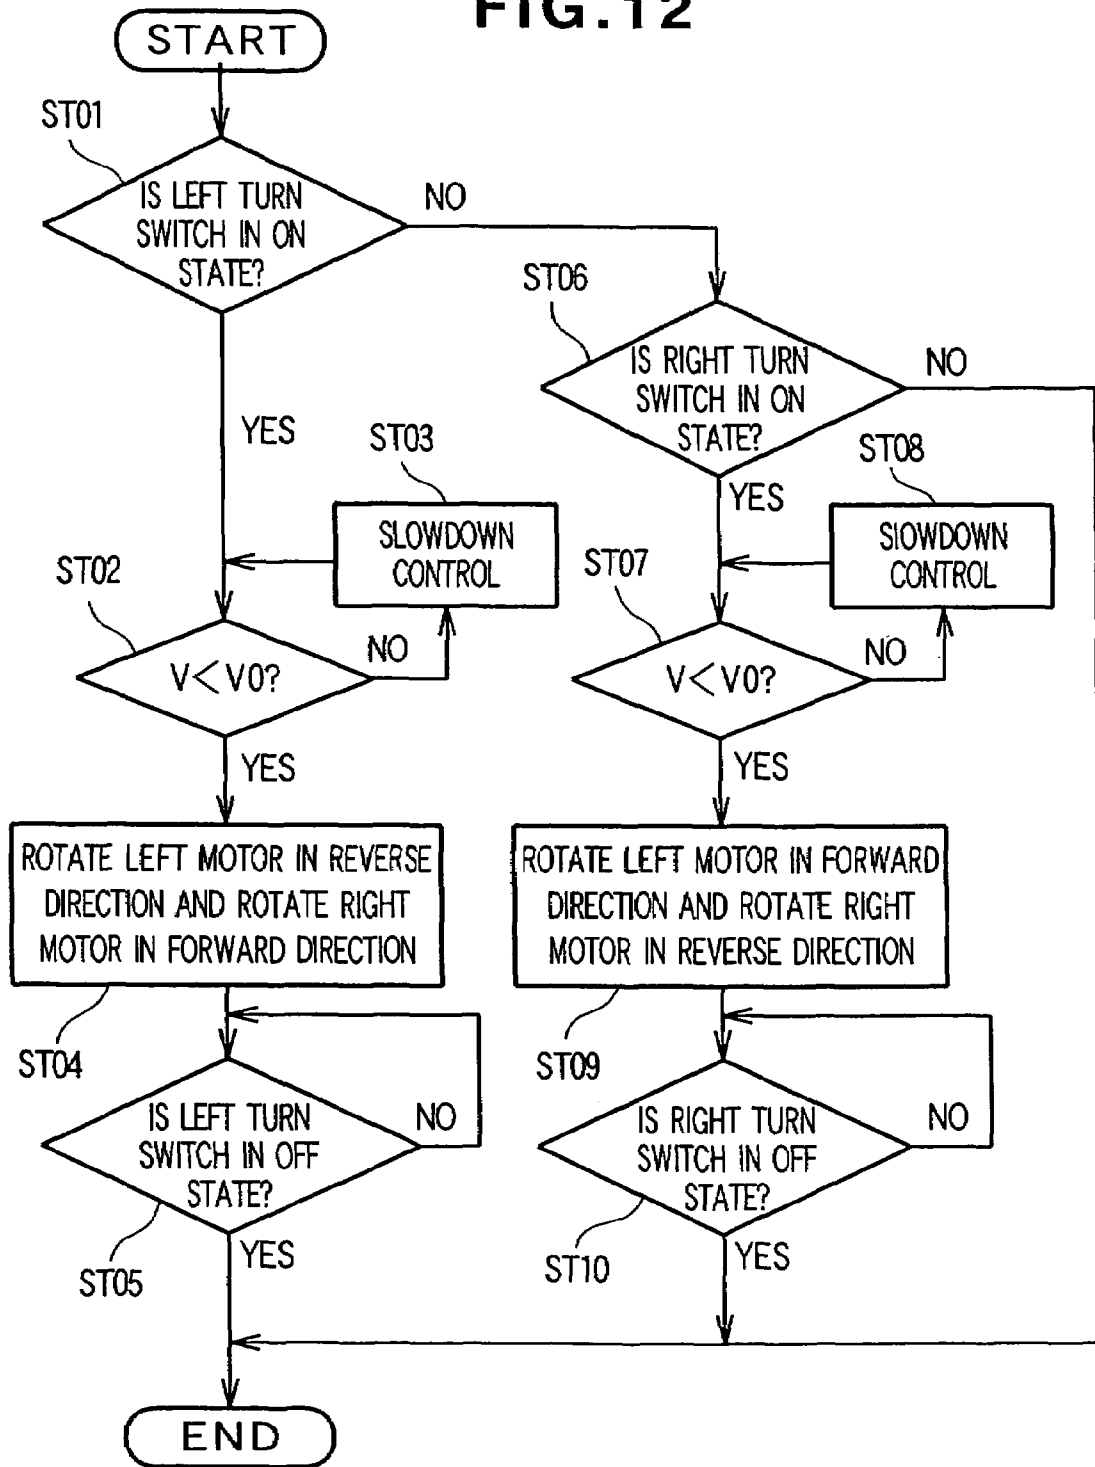 FIG.12
START
ST01
IS LEFT TURN
SWITCH IN ON
STATE?
NO
YES
ST06
IS RIGHT TURN
SWITCH IN ON
STATE?
NO
YES
ST03
SLOWDOWN
CONTROL
ST02
V<V0?
NO
YES
ST08
SIOWDOWN
CONTROL
ST07
V<V0?
NO
YES
ROTATE LEFT MOTOR IN REVERSE
DIRECTION AND ROTATE RIGHT
MOTOR IN FORWARD DIRECTION
ST04
ROTATE LEFT MOTOR IN FORWARD
DIRECTION AND ROTATE RIGHT
MOTOR IN REVERSE DIRECTION
ST09
IS LEFT TURN
SWITCH IN OFF
STATE?
NO
YES
ST05
IS RIGHT TURN
SWITCH IN OFF
STATE?
NO
YES
ST10
END